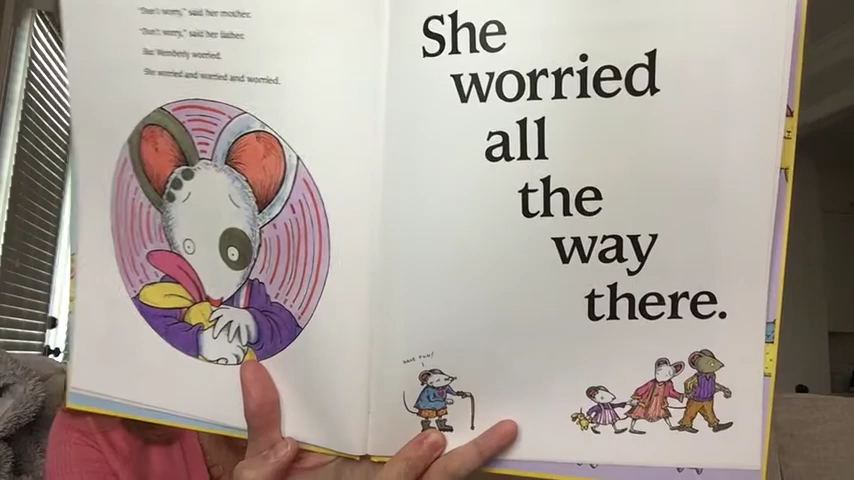 "Don't worry," said her mother.
"Don't worry," said her father.
But Wemberly worried.
She worried and worried and worried.
She
worried
all
the
way
there.
HAVE FUN!